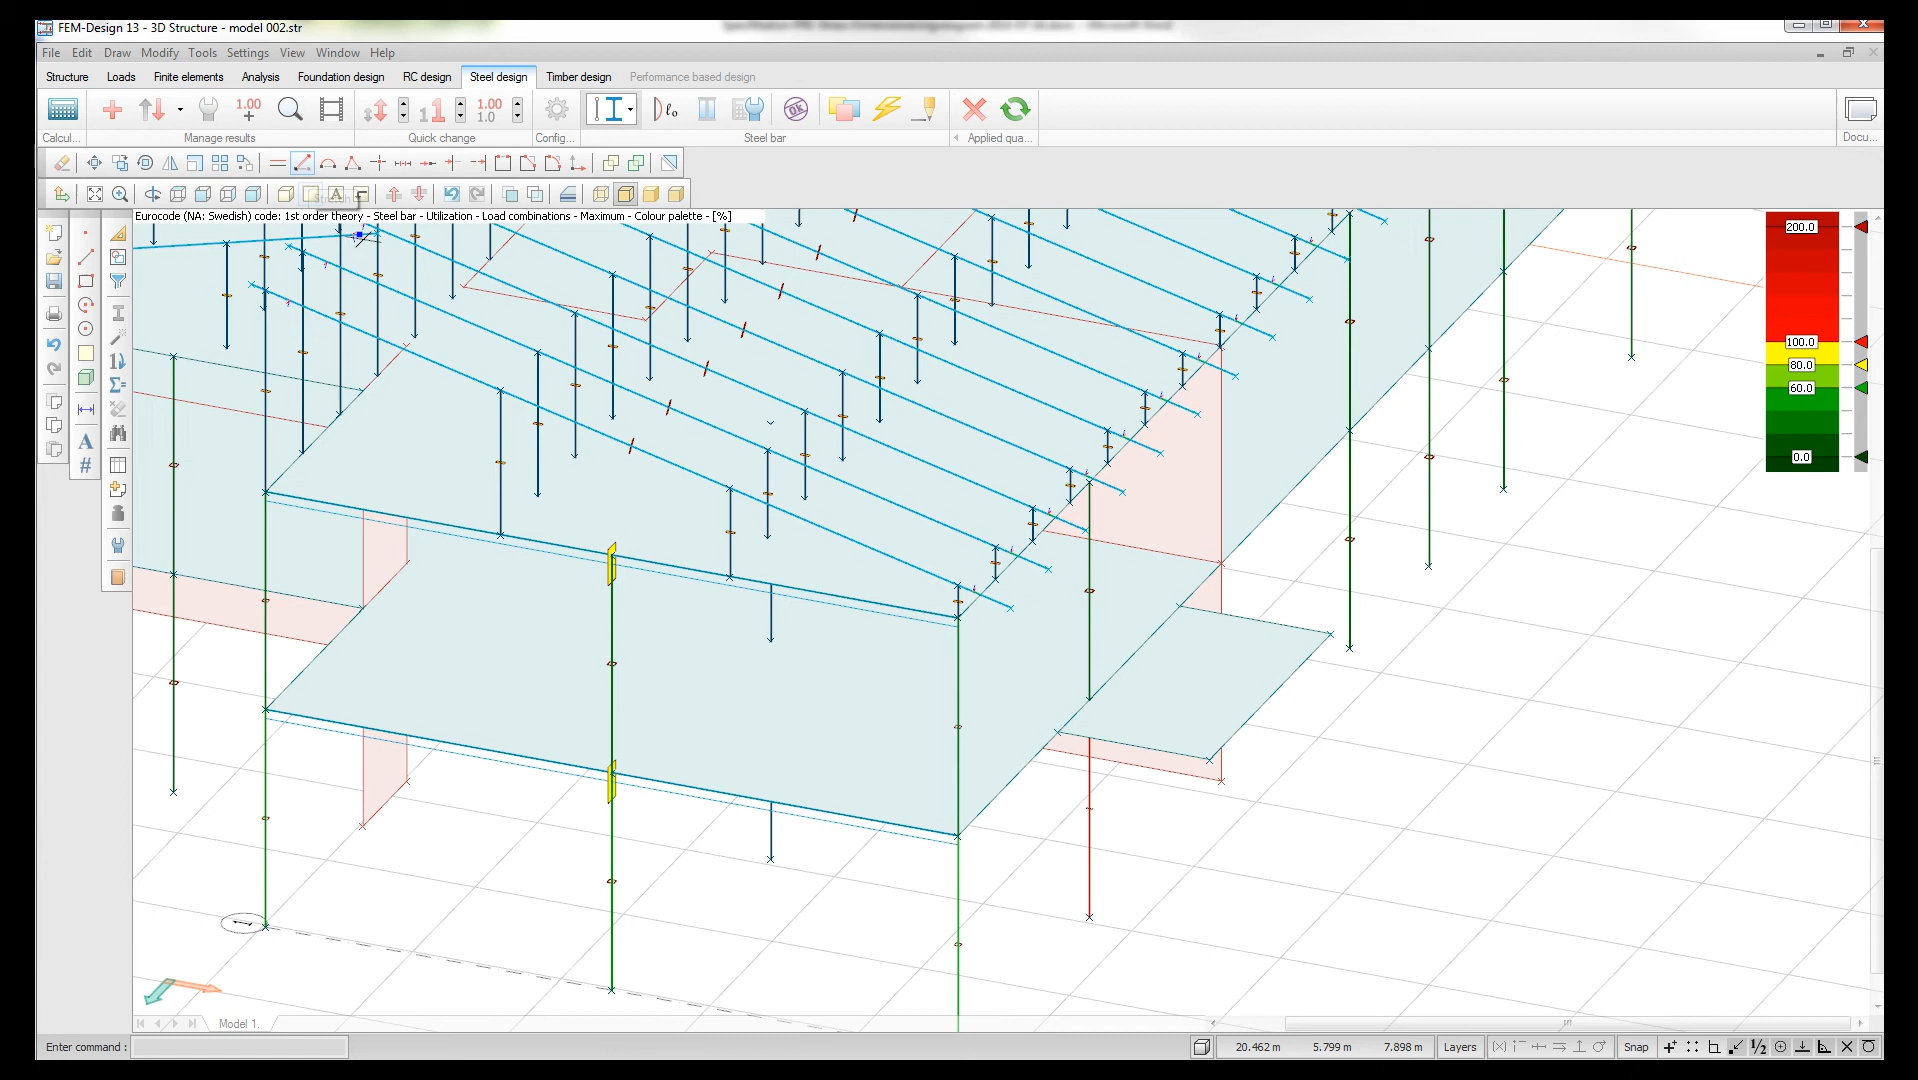 FEM-Design 13 - 3D Structure - model 002.str
File Edit Draw Modify Tools Settings View Window Help
Structure Loads Finite elements Analysis Foundation design RC design Steel design Timber design Performance based design
1.00 1.00 1.0 OK
Calcul... Manage results Quick change Config... Steel bar Applied qua... Docu...
Eurocode (NA: Swedish) code: 1st order theory - Steel bar - Utilization - Load combinations - Maximum - Colour palette - [%]
200.0
100.0
80.0
60.0
0.0
A
#
Model 1.
Enter command : 20.462 m 5.799 m 7.898 m Layers Snap 1/2